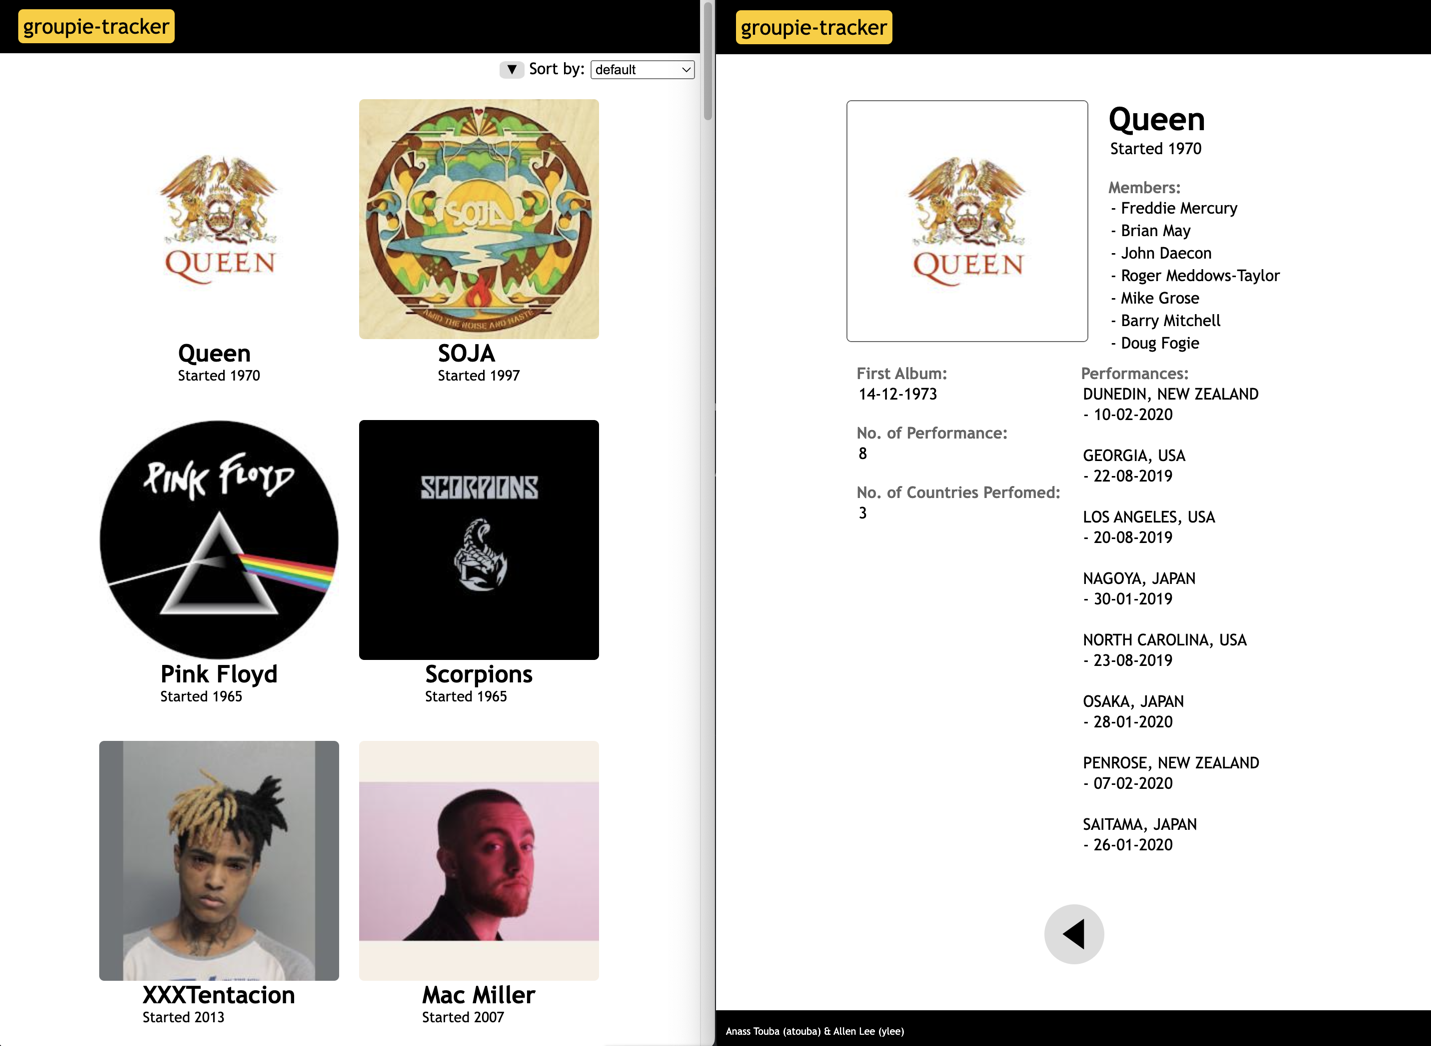 groupie-tracker
▼ Sort by: default
QUEEN
Queen
Started 1970
SOJA
AMID THE NOISE AND HASTE
SOJA
Started 1997
PINK FLOYD
Pink Floyd
Started 1965
SCORPIONS
Scorpions
Started 1965
XXXTentacion
Started 2013
Mac Miller
Started 2007
groupie-tracker
QUEEN
Queen
Started 1970
Members:
- Freddie Mercury
- Brian May
- John Daecon
- Roger Meddows-Taylor
- Mike Grose
- Barry Mitchell
- Doug Fogie
First Album:
14-12-1973
No. of Performance:
8
No. of Countries Perfomed:
3
Performances:
DUNEDIN, NEW ZEALAND
- 10-02-2020
GEORGIA, USA
- 22-08-2019
LOS ANGELES, USA
- 20-08-2019
NAGOYA, JAPAN
- 30-01-2019
NORTH CAROLINA, USA
- 23-08-2019
OSAKA, JAPAN
- 28-01-2020
PENROSE, NEW ZEALAND
- 07-02-2020
SAITAMA, JAPAN
- 26-01-2020
Anass Touba (atouba) & Allen Lee (ylee)